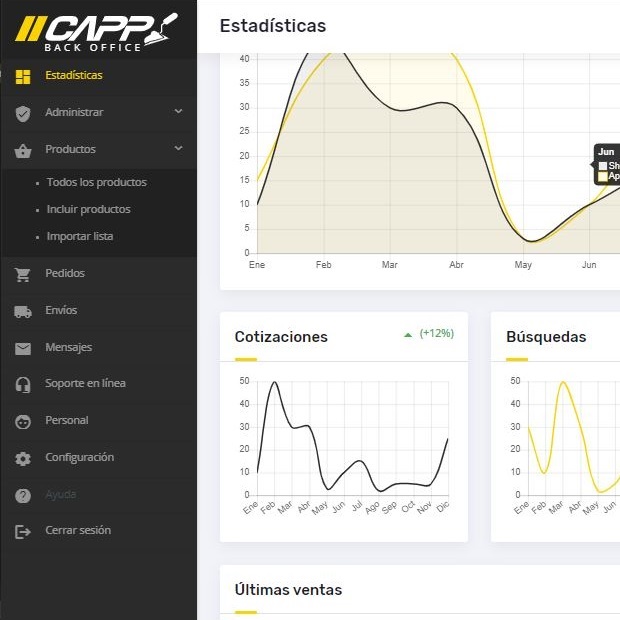 CAPP
BACK OFFICE
Estadísticas
Administrar
Productos
Todos los productos
Incluir productos
Importar lista
Pedidos
Envíos
Mensajes
Soporte en línea
Personal
Configuración
Ayuda
Cerrar sesión
Estadísticas
40
35
30
25
20
15
10
5
0
Ene Feb Mar Abr May Jun
Jun
Sh
Ap
Cotizaciones
(+12%)
50
40
30
20
10
0
Ene Feb Mar Abr May Jun Jul Ago Sep Oct Nov Dic
Búsquedas
50
40
30
20
10
0
Ene Feb Mar Abr May Jun
Últimas ventas